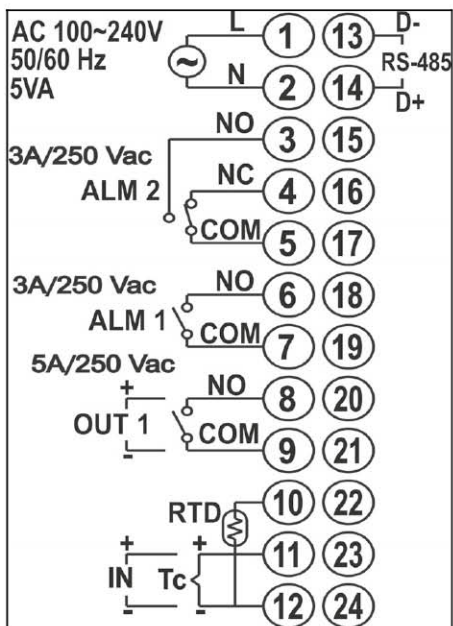 AC 100~240V L 1 13 D-
50/60 Hz RS-485
5VA N 2 14 D+
NO 3 15
3A/250 Vac
ALM 2 NC 4 16
COM 5 17
3A/250 Vac NO 6 18
ALM 1 COM 7 19
5A/250 Vac
+ NO 8 20
OUT 1 COM
- 9 21
RTD 10 22
+ + 11 23
IN Tc
- - 12 24